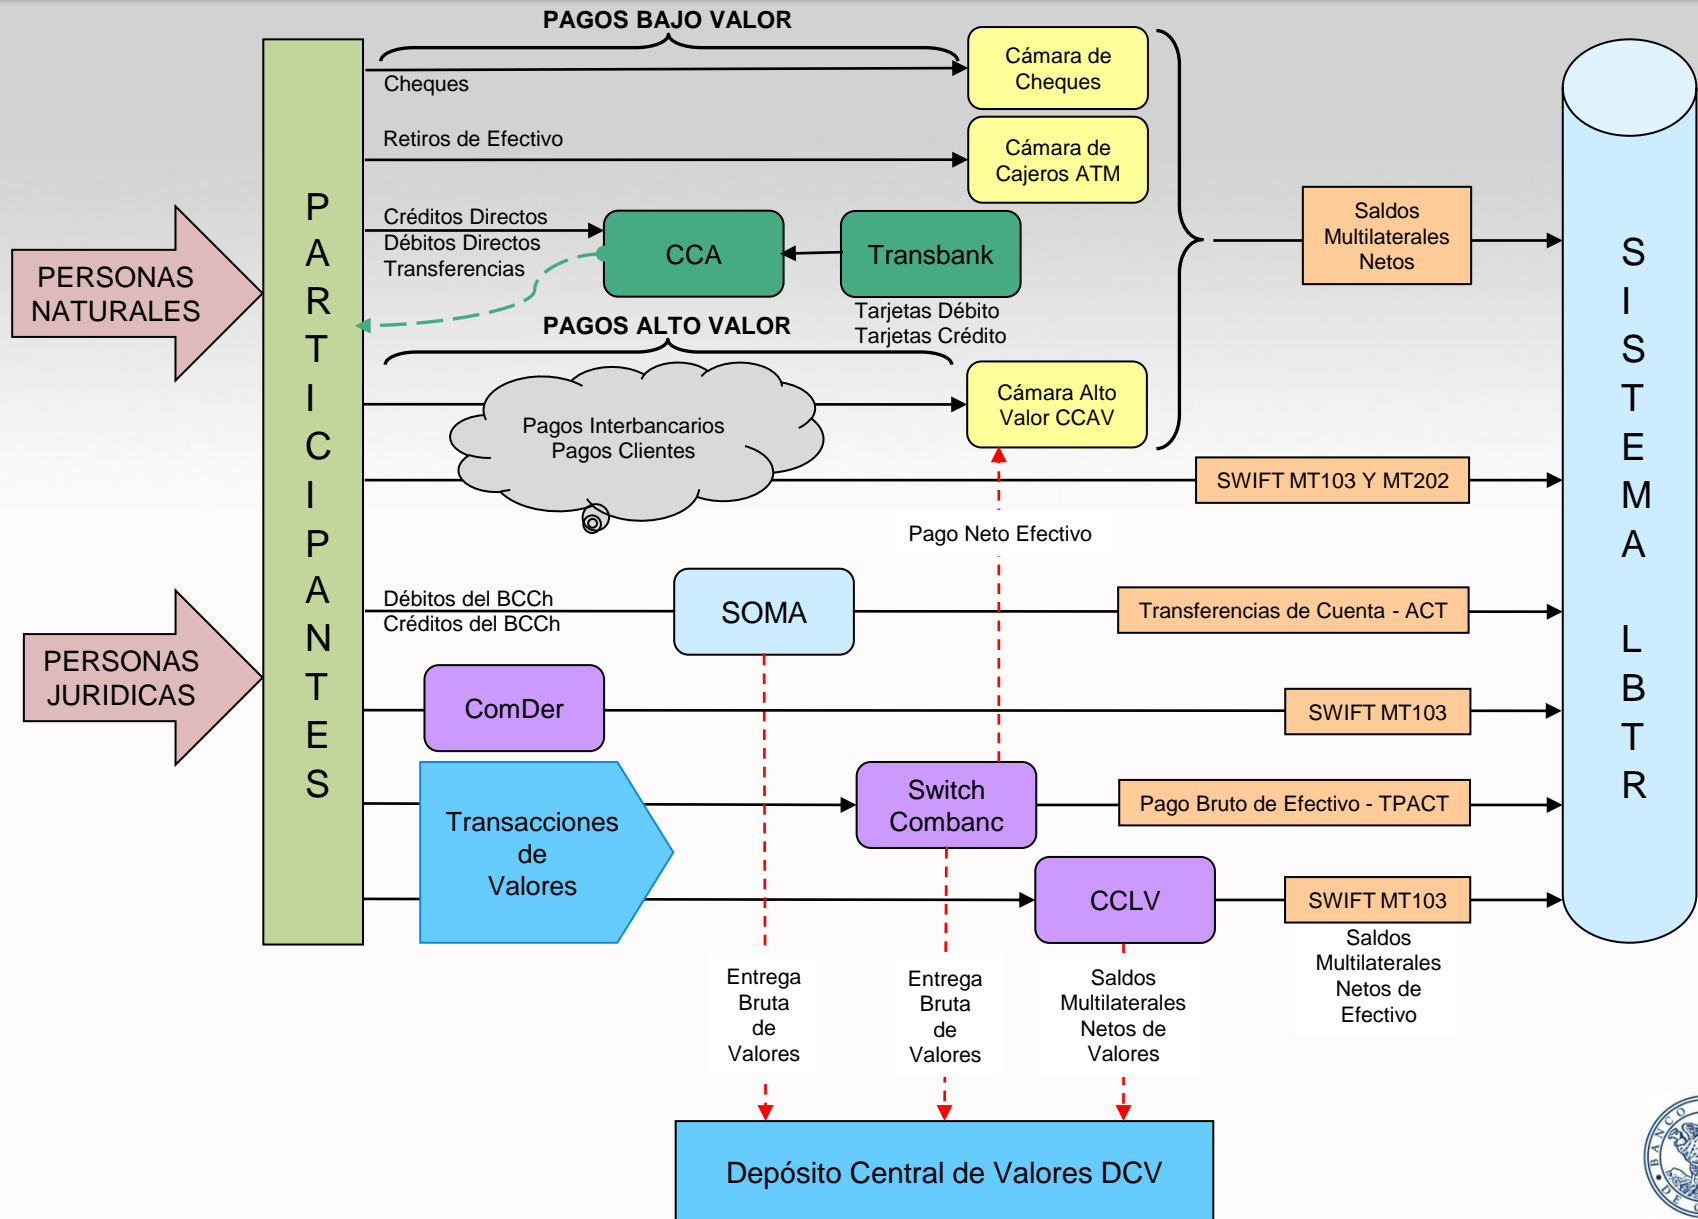 PAGOS BAJO VALOR
Cheques
Cámara de
Cheques
Retiros de Efectivo
Cámara de
Cajeros ATM
PERSONAS
NATURALES
PARTICIPANTES
Créditos Directos
Débitos Directos
Transferencias
CCA
Transbank
Tarjetas Débito
Tarjetas Crédito
Saldos
Multilaterales
Netos
SISTEMA LBTR
PAGOS ALTO VALOR
Pagos Interbancarios
Pagos Clientes
Cámara Alto
Valor CCAV
SWIFT MT103 Y MT202
Pago Neto Efectivo
PERSONAS
JURIDICAS
Débitos del BCCh
Créditos del BCCh
SOMA
Transferencias de Cuenta - ACT
ComDer
SWIFT MT103
Transacciones
de
Valores
Switch
Combanc
Pago Bruto de Efectivo - TPACT
CCLV
SWIFT MT103
Saldos
Multilaterales
Netos de
Efectivo
Entrega
Bruta
de
Valores
Entrega
Bruta
de
Valores
Saldos
Multilaterales
Netos de
Valores
Depósito Central de Valores DCV
BANCO
DE